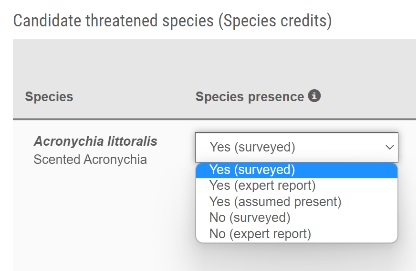 Candidate threatened species (Species credits)
Species Species presence
Acronychia littoralis
Scented Acronychia
Yes (surveyed)
Yes (surveyed)
Yes (expert report)
Yes (assumed present)
No (surveyed)
No (expert report)